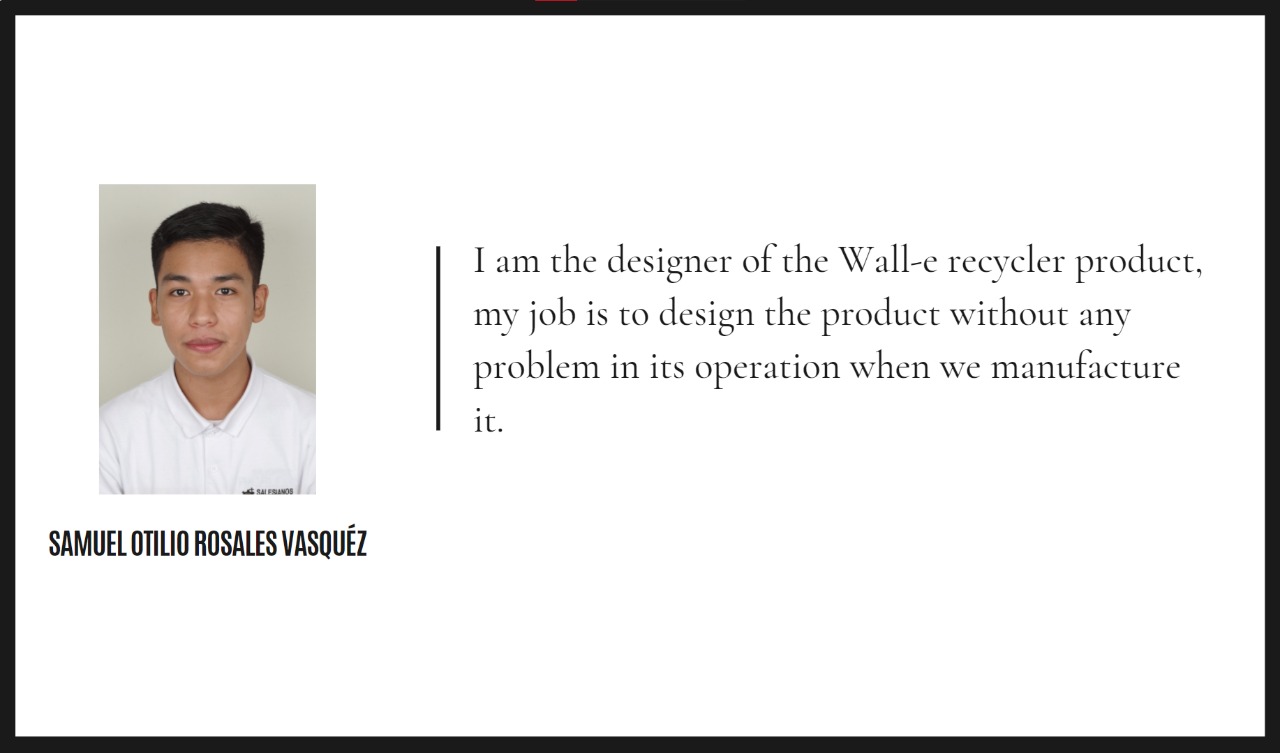 I am the designer of the Wall-e recycler product,
my job is to design the product without any
problem in its operation when we manufacture
it.
SALESIANOS
SAMUEL OTILIO ROSALES VASQUÉZ